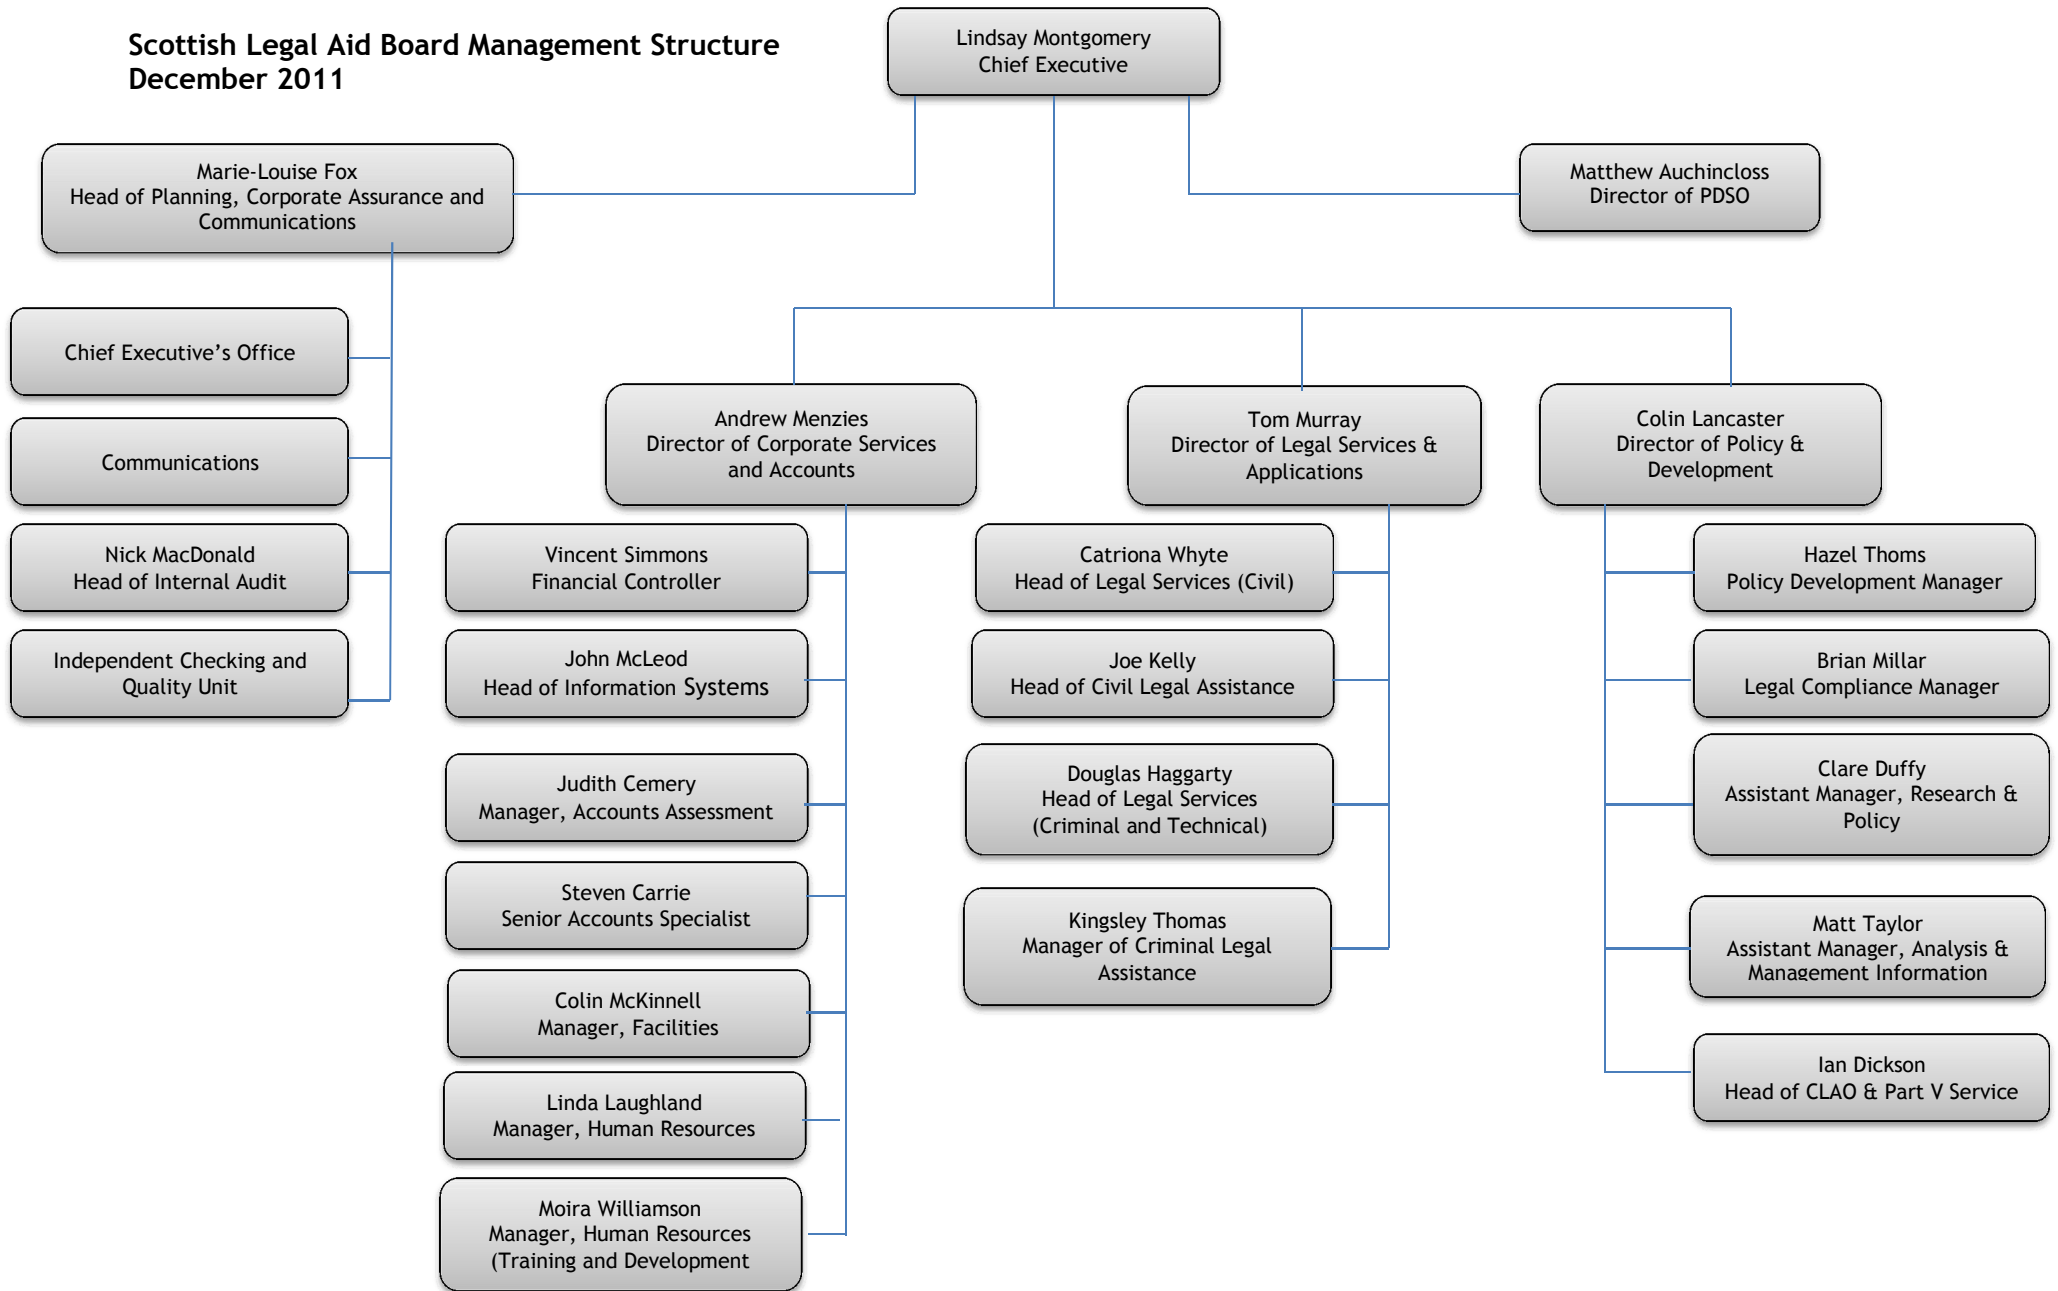 Scottish Legal Aid Board Management Structure
December 2011
Lindsay Montgomery
Chief Executive
Marie-Louise Fox
Head of Planning, Corporate Assurance and
Communications
Matthew Auchincloss
Director of PDSO
Chief Executive’s Office
Communications
Nick MacDonald
Head of Internal Audit
Independent Checking and
Quality Unit
Andrew Menzies
Director of Corporate Services
and Accounts
Vincent Simmons
Financial Controller
John McLeod
Head of Information Systems
Judith Cemery
Manager, Accounts Assessment
Steven Carrie
Senior Accounts Specialist
Colin McKinnell
Manager, Facilities
Linda Laughland
Manager, Human Resources
Moira Williamson
Manager, Human Resources
(Training and Development
Tom Murray
Director of Legal Services &
Applications
Catriona Whyte
Head of Legal Services (Civil)
Joe Kelly
Head of Civil Legal Assistance
Douglas Haggarty
Head of Legal Services
(Criminal and Technical)
Kingsley Thomas
Manager of Criminal Legal
Assistance
Colin Lancaster
Director of Policy &
Development
Hazel Thoms
Policy Development Manager
Brian Millar
Legal Compliance Manager
Clare Duffy
Assistant Manager, Research &
Policy
Matt Taylor
Assistant Manager, Analysis &
Management Information
Ian Dickson
Head of CLAO & Part V Service